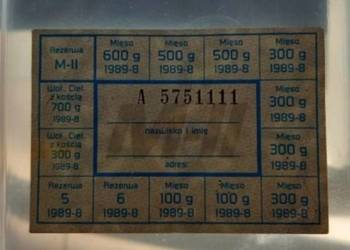 Rezerwa
M-II
Mięso
600 g
1989-8
Mięso
500 g
1989-8
Mięso
500 g
1989-8
Mięso
300 g
1989-8
Woł. Ciel.
z kością
700 g
1989-8
A 5751111
nazwisko i imię
adres:
Mięso
300 g
1989-8
Woł. Ciel.
z kością
300 g
1989-8
Mięso
300 g
1989-8
Rezerwa
5
1989-8
Rezerwa
6
1989-8
Mięso
100 g
1989-8
Mięso
100 g
1989-8
Mięso
300 g
1989-8